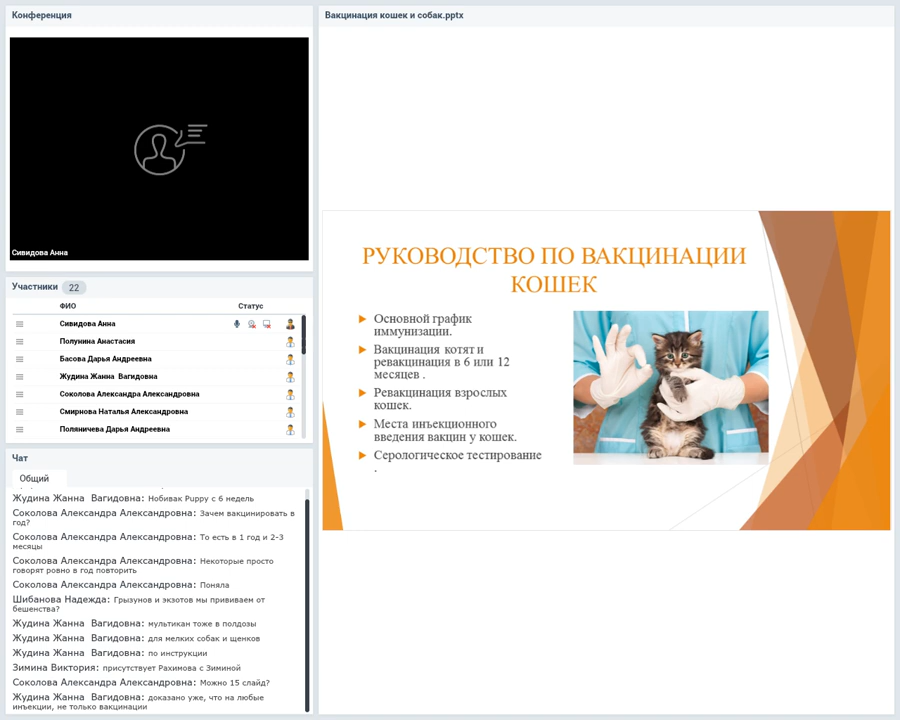 Конференция
Сивидова Анна
Участники 22
ФИО Статус
Сивидова Анна
Полунина Анастасия
Басова Дарья Андреевна
Жудина Жанна Вагидовна
Соколова Александра Александровна
Смирнова Наталья Александровна
Поляничева Дарья Андреевна
Чат
Общий
Жудина Жанна Вагидовна: Нобивак Puppy с 6 недель
Соколова Александра Александровна: Зачем вакцинировать в
год?
Соколова Александра Александровна: То есть в 1 год и 2-3
месяцы
Соколова Александра Александровна: Некоторые просто
говорят ровно в год повторить
Соколова Александра Александровна: Поняла
Шибанова Надежда: Грызунов и экзотов мы прививаем от
бешенства?
Жудина Жанна Вагидовна: мультикан тоже в полдозы
Жудина Жанна Вагидовна: для мелких собак и щенков
Жудина Жанна Вагидовна: по инструкции
Зимина Виктория: присутствует Рахимова с Зиминой
Соколова Александра Александровна: Можно 15 слайд?
Жудина Жанна Вагидовна: доказано уже, что на любые
инъекции, не только вакцинации
Вакцинация кошек и собак.pptx
РУКОВОДСТВО ПО ВАКЦИНАЦИИ
КОШЕК
Основной график
иммунизации.
Вакцинация котят и
ревакцинация в 6 или 12
месяцев .
Ревакцинация взрослых
кошек.
Места инъекционного
введения вакцин у кошек.
Серологическое тестирование
.